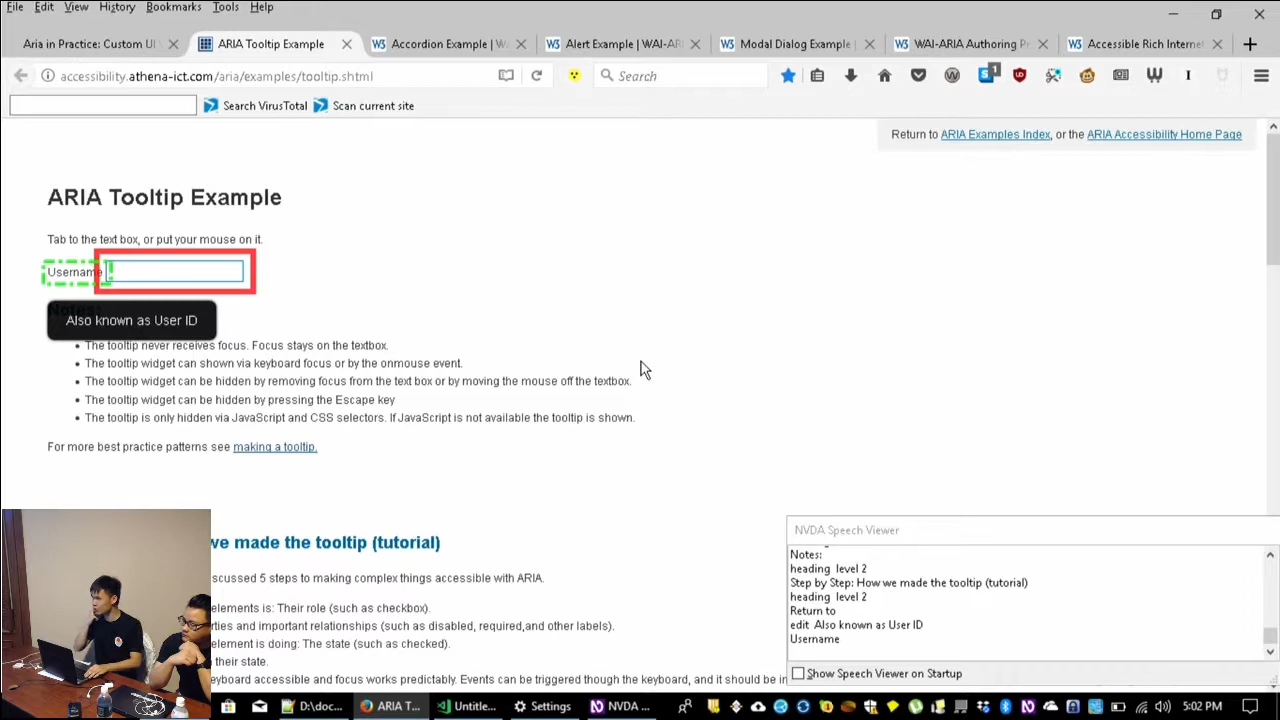 File Edit View History Bookmarks Tools Help
Aria in Practice: Custom UI
ARIA Tooltip Example
Accordion Example | W
Alert Example | WAI-AR
Modal Dialog Example
WAI-ARIA Authoring Pr
Accessible Rich Internet
accessibility.athena-ict.com/aria/examples/tooltip.shtml
Search
Search VirusTotal
Scan current site
Return to ARIA Examples Index, or the ARIA Accessibility Home Page
ARIA Tooltip Example
Tab to the text box, or put your mouse on it.
Username
Notes:
Also known as User ID
The tooltip never receives focus. Focus stays on the textbox.
The tooltip widget can shown via keyboard focus or by the onmouse event.
The tooltip widget can be hidden by removing focus from the text box or by moving the mouse off the textbox.
The tooltip widget can be hidden by pressing the Escape key
The tooltip is only hidden via JavaScript and CSS selectors. If JavaScript is not available the tooltip is shown.
For more best practice patterns see making a tooltip.
we made the tooltip (tutorial)
scussed 5 steps to making complex things accessible with ARIA.
elements is: Their role (such as checkbox).
rties and important relationships (such as disabled, required,and other labels).
element is doing: The state (such as checked).
their state.
keyboard accessible and focus works predictably. Events can be triggered though the keyboard, and it should be in
NVDA Speech Viewer
Notes:
heading level 2
Step by Step: How we made the tooltip (tutorial)
heading level 2
Return to
edit Also known as User ID
Username
Show Speech Viewer on Startup
D:\doc...
ARIA T...
Untitle...
Settings
NVDA ...
5:02 PM